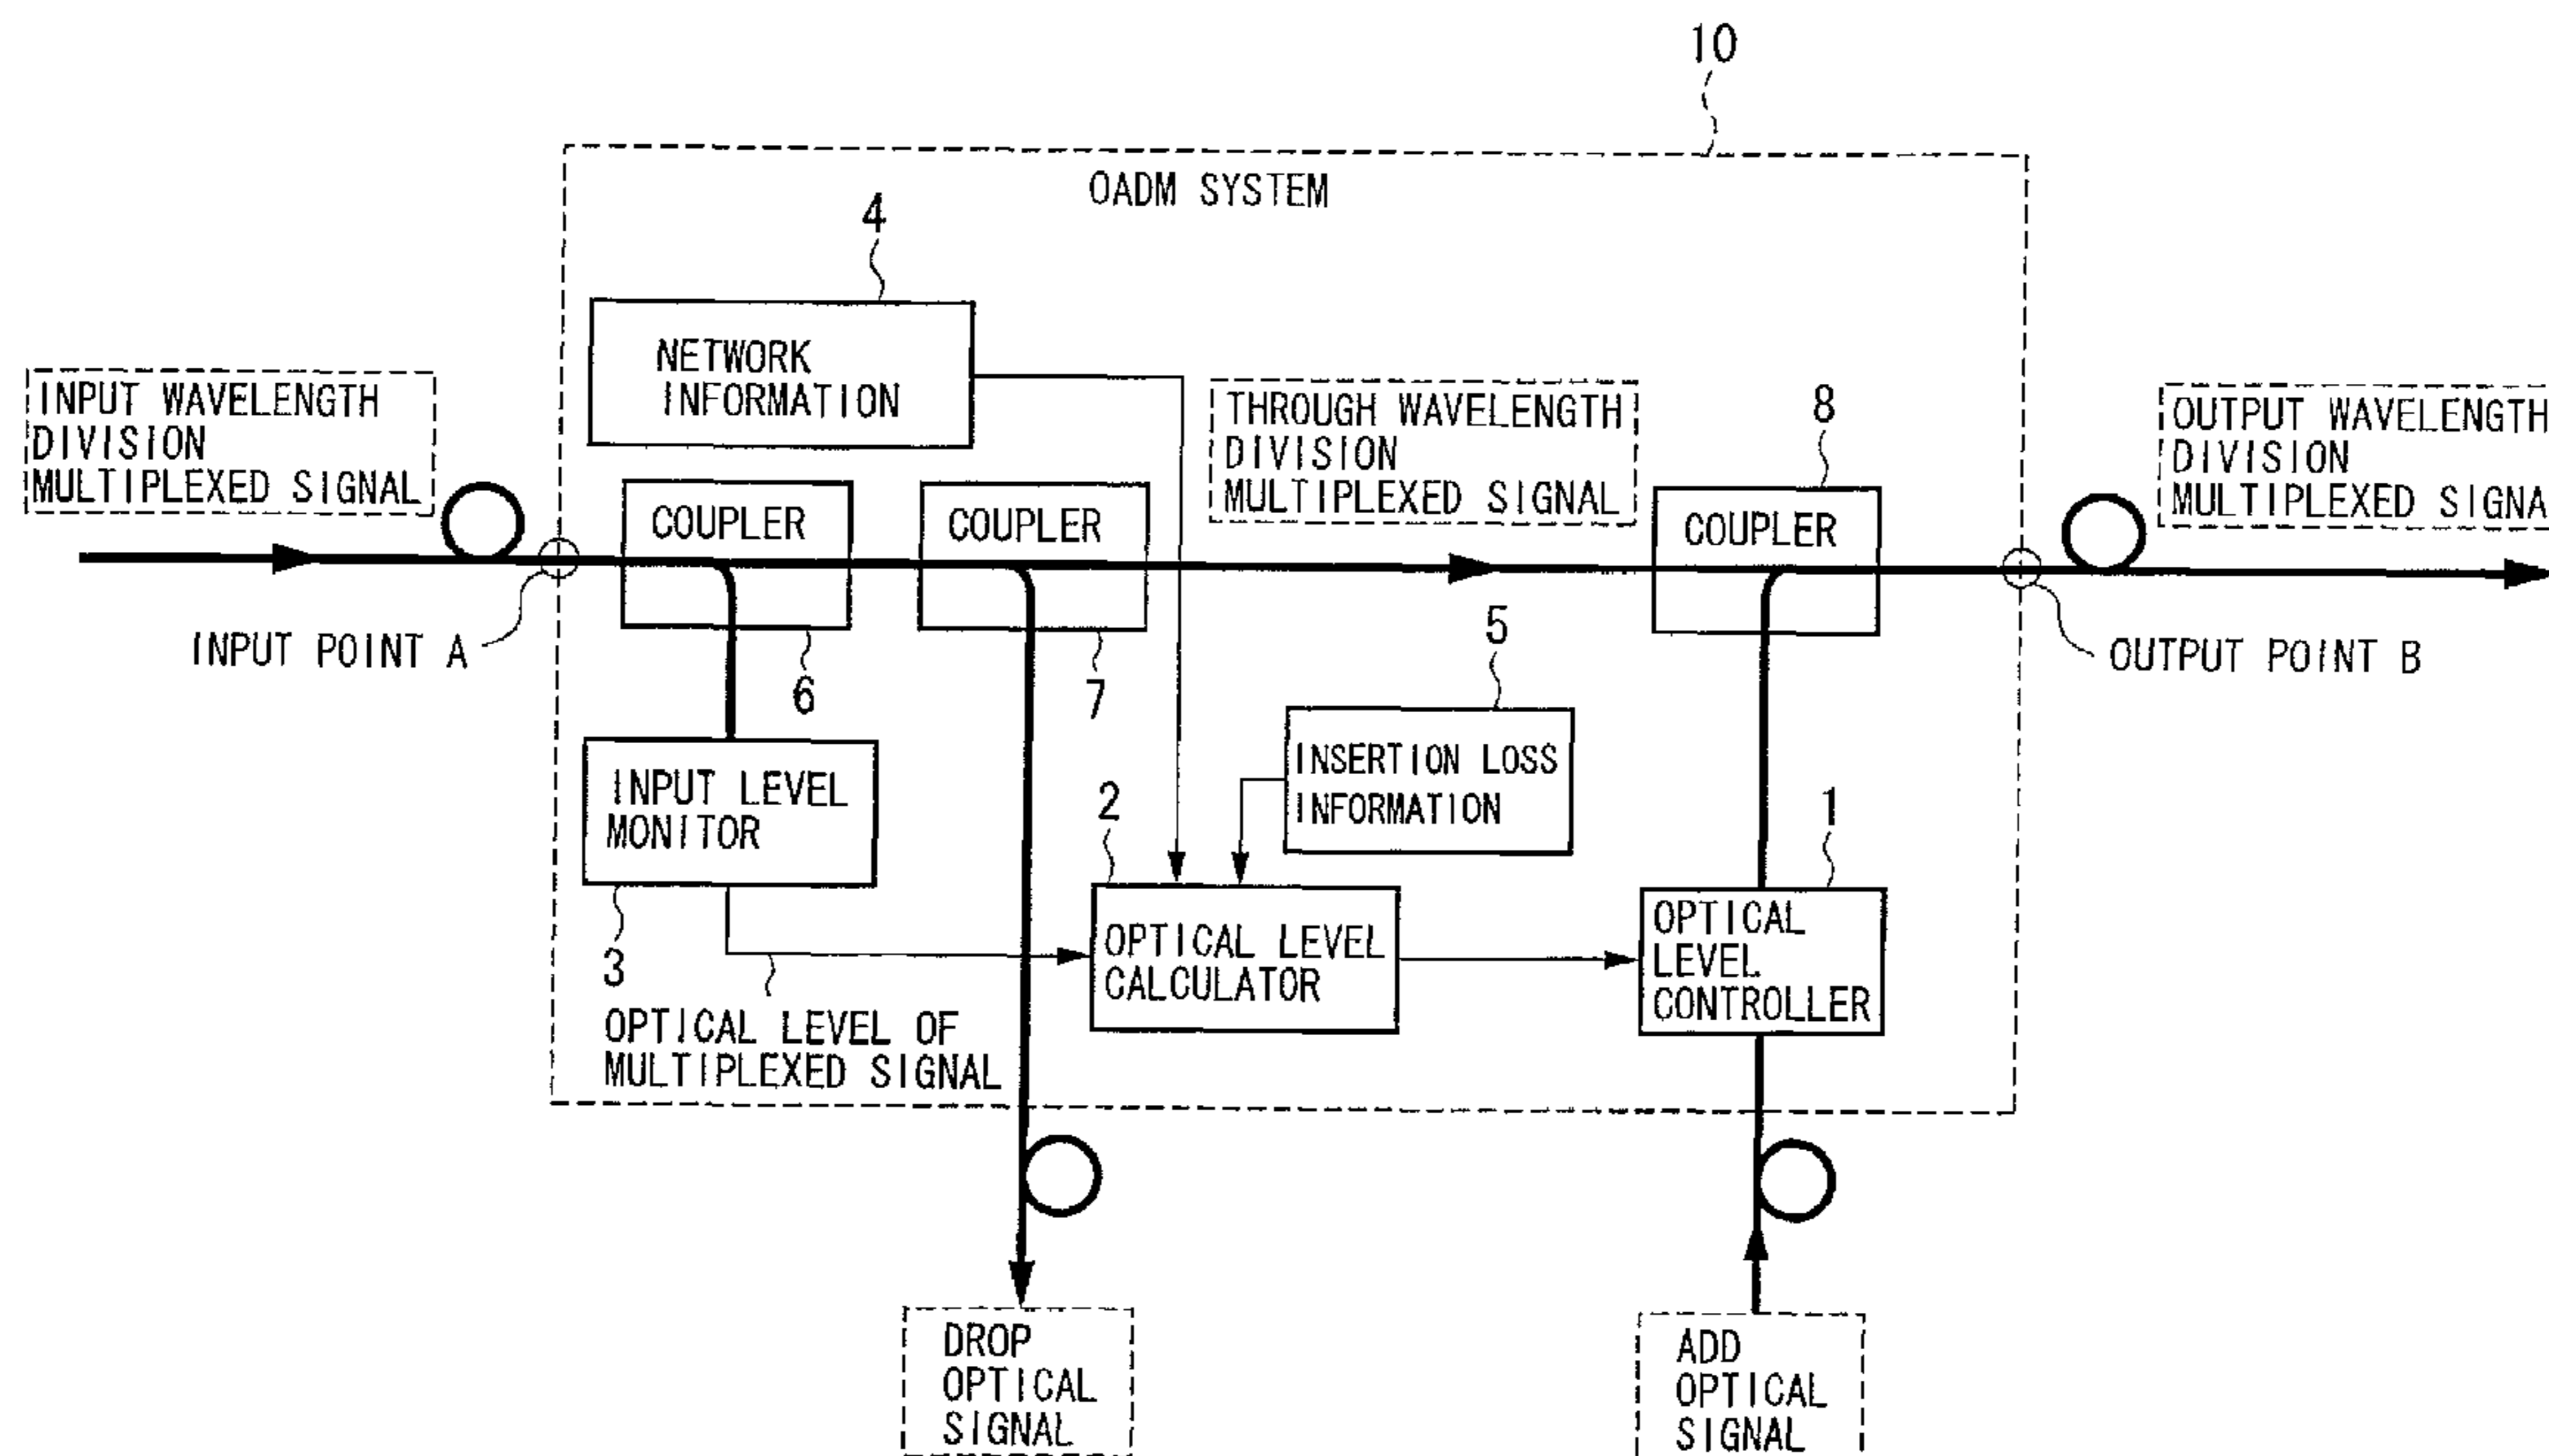 10
OADM SYSTEM
4
NETWORK
INFORMATION
INPUT WAVELENGTH
DIVISION
MULTIPLEXED SIGNAL
THROUGH WAVELENGTH
DIVISION
MULTIPLEXED SIGNAL
8
OUTPUT WAVELENGTH
DIVISION
MULTIPLEXED SIGNA
COUPLER
COUPLER
COUPLER
INPUT POINT A
6
7
5
OUTPUT POINT B
INSERTION LOSS
INFORMATION
INPUT LEVEL
MONITOR
2
1
3
OPTICAL LEVEL
CALCULATOR
OPTICAL
LEVEL
CONTROLLER
OPTICAL LEVEL OF
MULTIPLEXED SIGNAL
DROP
OPTICAL
SIGNAL
ADD
OPTICAL
SIGNAL